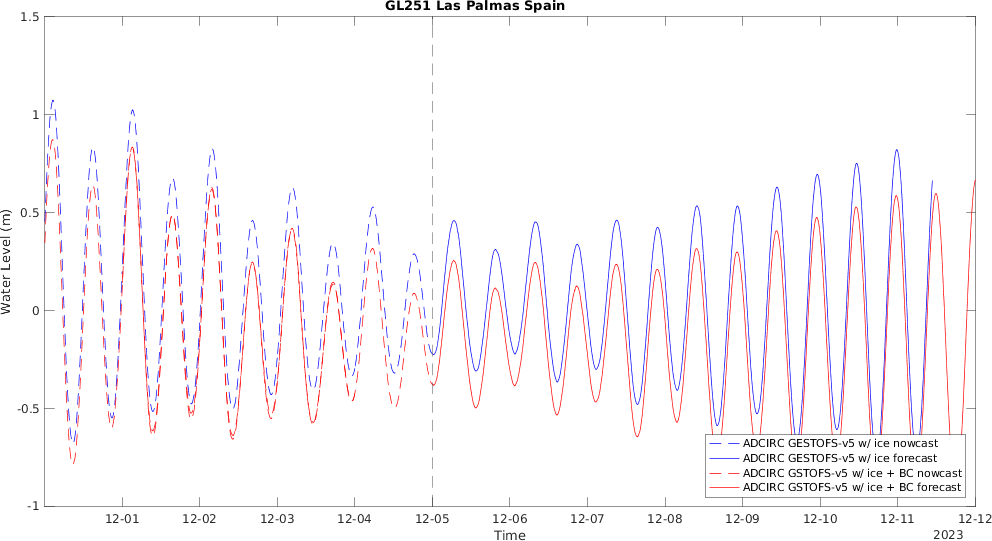 GL251 Las Palmas Spain
1.5
1
0.5
0
-0.5
-1
Water Level (m)
12-01 12-02 12-03 12-04 12-05 12-06 12-07 12-08 12-09 12-10 12-11 12-12
Time
2023
ADCIRC GESTOFS-v5 w/ ice nowcast
ADCIRC GESTOFS-v5 w/ ice forecast
ADCIRC GSTOFS-v5 w/ ice + BC nowcast
ADCIRC GSTOFS-v5 w/ ice + BC forecast